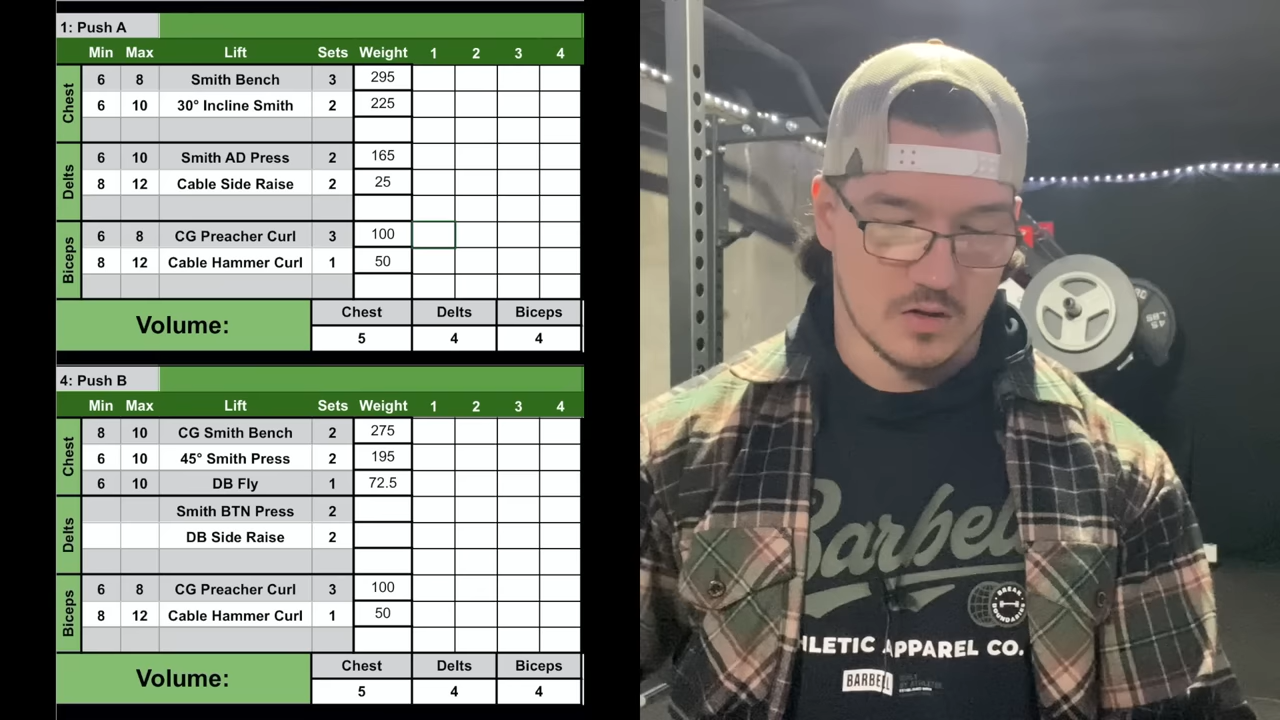 1: Push A
Min Max Lift Sets Weight 1 2 3 4
Chest
6 8 Smith Bench 3 295
6 10 30° Incline Smith 2 225
Delts
6 10 Smith AD Press 2 165
8 12 Cable Side Raise 2 25
Biceps
6 8 CG Preacher Curl 3 100
8 12 Cable Hammer Curl 1 50
Volume:
Chest Delts Biceps
5 4 4
4: Push B
Min Max Lift Sets Weight 1 2 3 4
Chest
8 10 CG Smith Bench 2 275
6 10 45° Smith Press 2 195
6 10 DB Fly 1 72.5
Delts
Smith BTN Press 2
DB Side Raise 2
Biceps
6 8 CG Preacher Curl 3 100
8 12 Cable Hammer Curl 1 50
Volume:
Chest Delts Biceps
5 4 4
45
LBS
Barbell
HLETIC APPAREL CO.
BARBELL
BREAK
BOUNDARIES